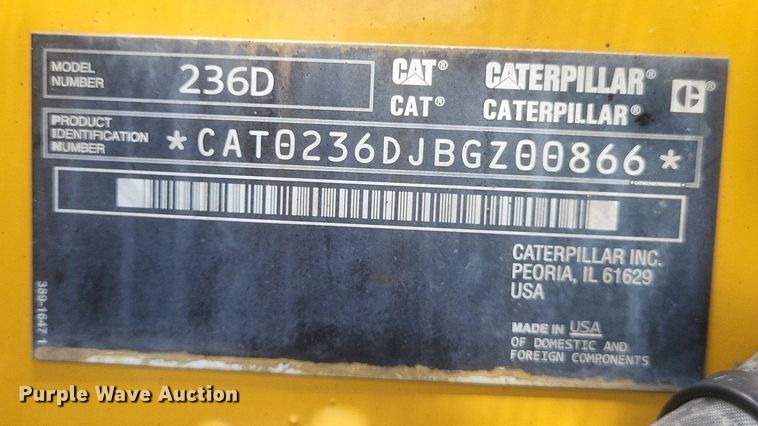 MODEL
NUMBER
236D
CAT® CATERPILLAR®
CAT® CATERPILLAR®
PRODUCT
IDENTIFICATION
NUMBER
*CAT0236DJBGZ00866*
CATERPILLAR INC.
PEORIA, IL 61629
USA
MADE IN USA
OF DOMESTIC AND
FOREIGN COMPONENTS
389-1647 1
Purple Wave Auction